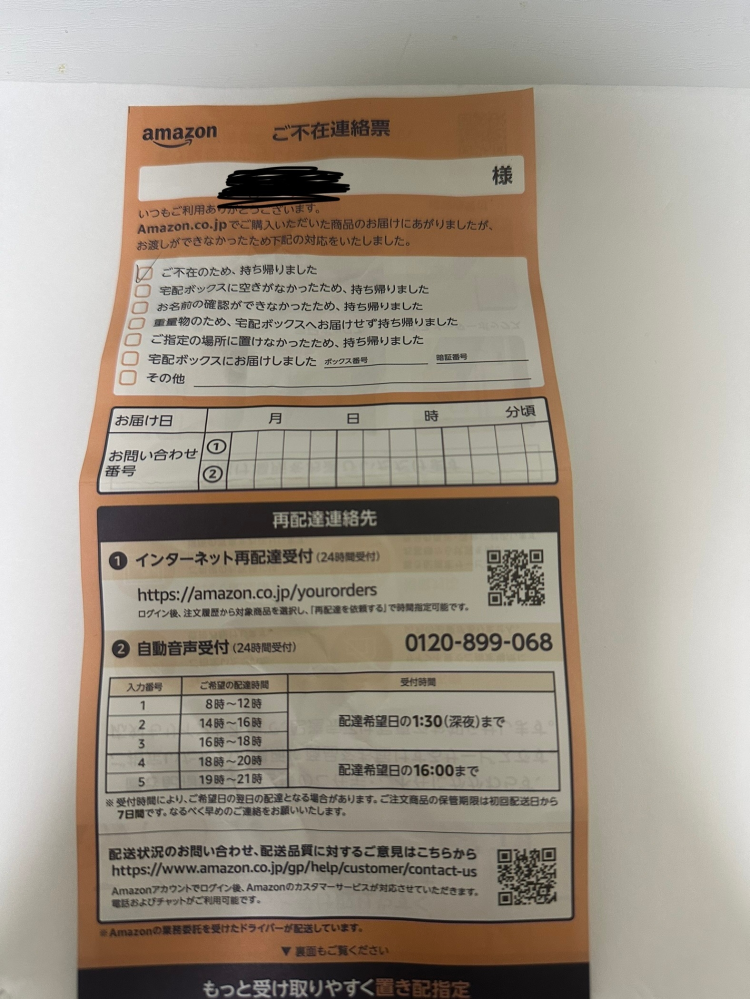 amazon
ご不在連絡票
様
いつもご利用ありがとうございます。
Amazon.co.jpでご購入いただいた商品のお届けにあがりましたが、
お渡しができなかったため下記の対応をいたしました。
ご不在のため、持ち帰りました
宅配ボックスに空きがなかったため、持ち帰りました
お名前の確認ができなかったため、持ち帰りました
重量物のため、宅配ボックスへお届けせず持ち帰りました
ご指定の場所に置けなかったため、持ち帰りました
宅配ボックスにお届けしました ボックス番号 暗証番号
その他
お届け日 月 日 時 分頃
お問い合わせ番号 ① ②
再配達連絡先
❶ インターネット再配達受付(24時間受付)
https://amazon.co.jp/yourorders
ログイン後、注文履歴から対象商品を選択し、「再配達を依頼する」で時間指定可能です。
❷ 自動音声受付(24時間受付) 0120-899-068
入力番号 ご希望の配達時間 受付時間
1 8時~12時
2 14時~16時 配達希望日の1:30(深夜)まで
3 16時~18時
4 18時~20時 配達希望日の16:00まで
5 19時~21時
※受付時間により、ご希望日の翌日の配達となる場合があります。ご注文商品の保管期限は初回配送日から
7日間です。なるべく早めのご連絡をお願いいたします。
配送状況のお問い合わせ、配送品質に対するご意見はこちらから
https://www.amazon.co.jp/gp/help/customer/contact-us
Amazonアカウントでログイン後、Amazonのカスタマーサービスが対応させていただきます。
電話およびチャットがご利用可能です。
※Amazonの業務委託を受けたドライバーが配送しています。
▼裏面もご覧ください
もっと受け取りやすく置き配指定